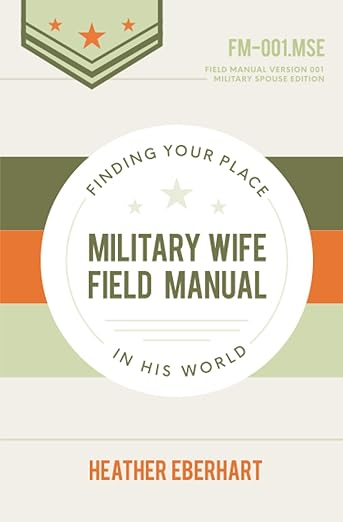 FM-001.MSE
FIELD MANUAL VERSION 001
MILITARY SPOUSE EDITION
FINDING YOUR PLACE
MILITARY WIFE
FIELD MANUAL
IN HIS WORLD
HEATHER EBERHART